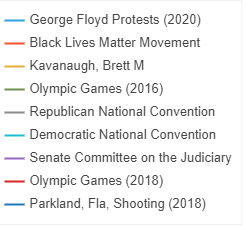 George Floyd Protests (2020)
Black Lives Matter Movement
Kavanaugh, Brett M
Olympic Games (2016)
Republican National Convention
Democratic National Convention
Senate Committee on the Judiciary
Olympic Games (2018)
Parkland, Fla, Shooting (2018)